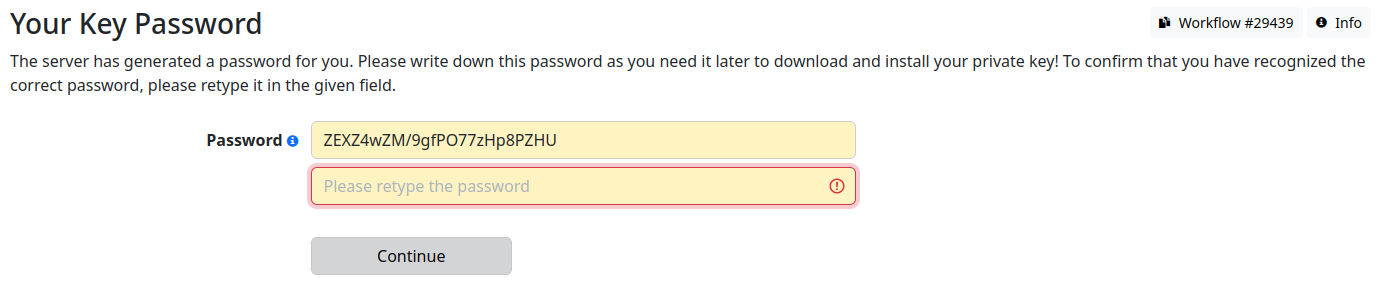 Your Key Password
Workflow #29439
Info
The server has generated a password for you. Please write down this password as you need it later to download and install your private key! To confirm that you have recognized the
correct password, please retype it in the given field.
Password
ZEXZ4wZM/9gfPO77zHp8PZHU
Please retype the password
Continue